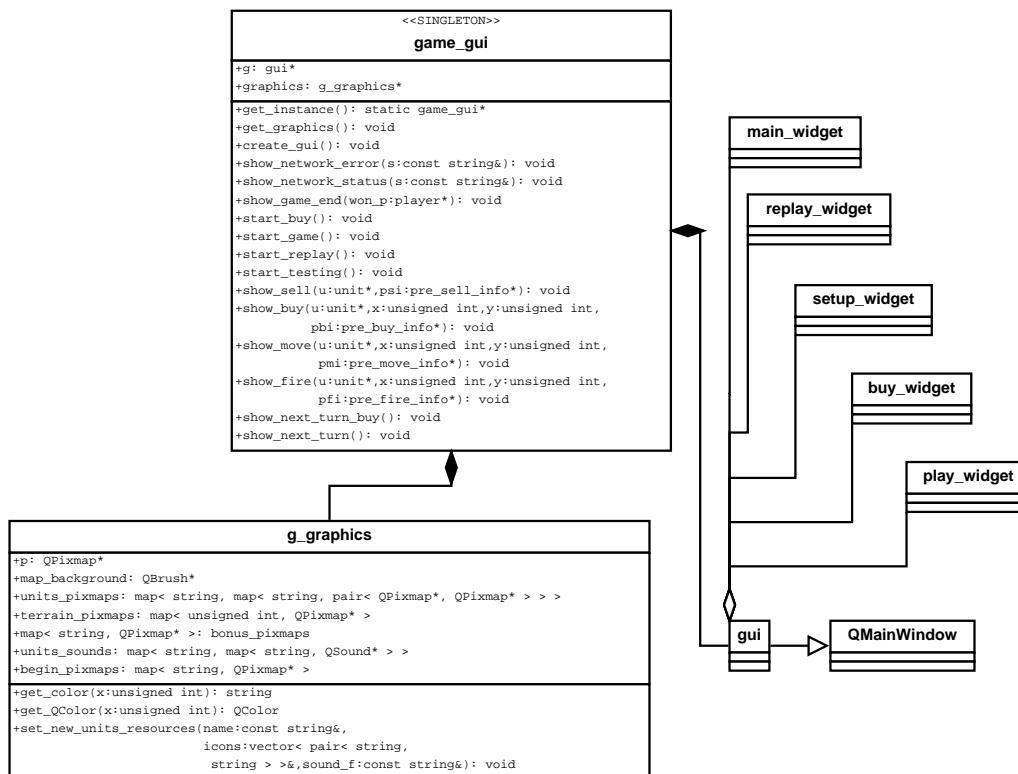 <<SINGLETON>>
game_gui
+g: gui*
+graphics: g_graphics*
+get_instance(): static game_gui*
+get_graphics(): void
+create_gui(): void
+show_network_error(s:const string&): void
+show_network_status(s:const string&): void
+show_game_end(won_p:player*): void
+start_buy(): void
+start_game(): void
+start_replay(): void
+start_testing(): void
+show_sell(u:unit*,psi:pre_sell_info*): void
+show_buy(u:unit*,x:unsigned int,y:unsigned int,
pbi:pre_buy_info*): void
+show_move(u:unit*,x:unsigned int,y:unsigned int,
pmi:pre_move_info*): void
+show_fire(u:unit*,x:unsigned int,y:unsigned int,
pfi:pre_fire_info*): void
+show_next_turn_buy(): void
+show_next_turn(): void
main_widget
replay_widget
setup_widget
buy_widget
play_widget
gui
QMainWindow
g_graphics
+p: QPixmap*
+map_background: QBrush*
+units_pixmaps: map< string, map< string, pair< QPixmap*, QPixmap* > > >
+terrain_pixmaps: map< unsigned int, QPixmap* >
+map< string, QPixmap* >: bonus_pixmaps
+units_sounds: map< string, map< string, QSound* > >
+begin_pixmaps: map< string, QPixmap* >
+get_color(x:unsigned int): string
+get_QColor(x:unsigned int): QColor
+set_new_units_resources(name:const string&,
icons:vector< pair< string,
string > >&,sound_f:const string&): void